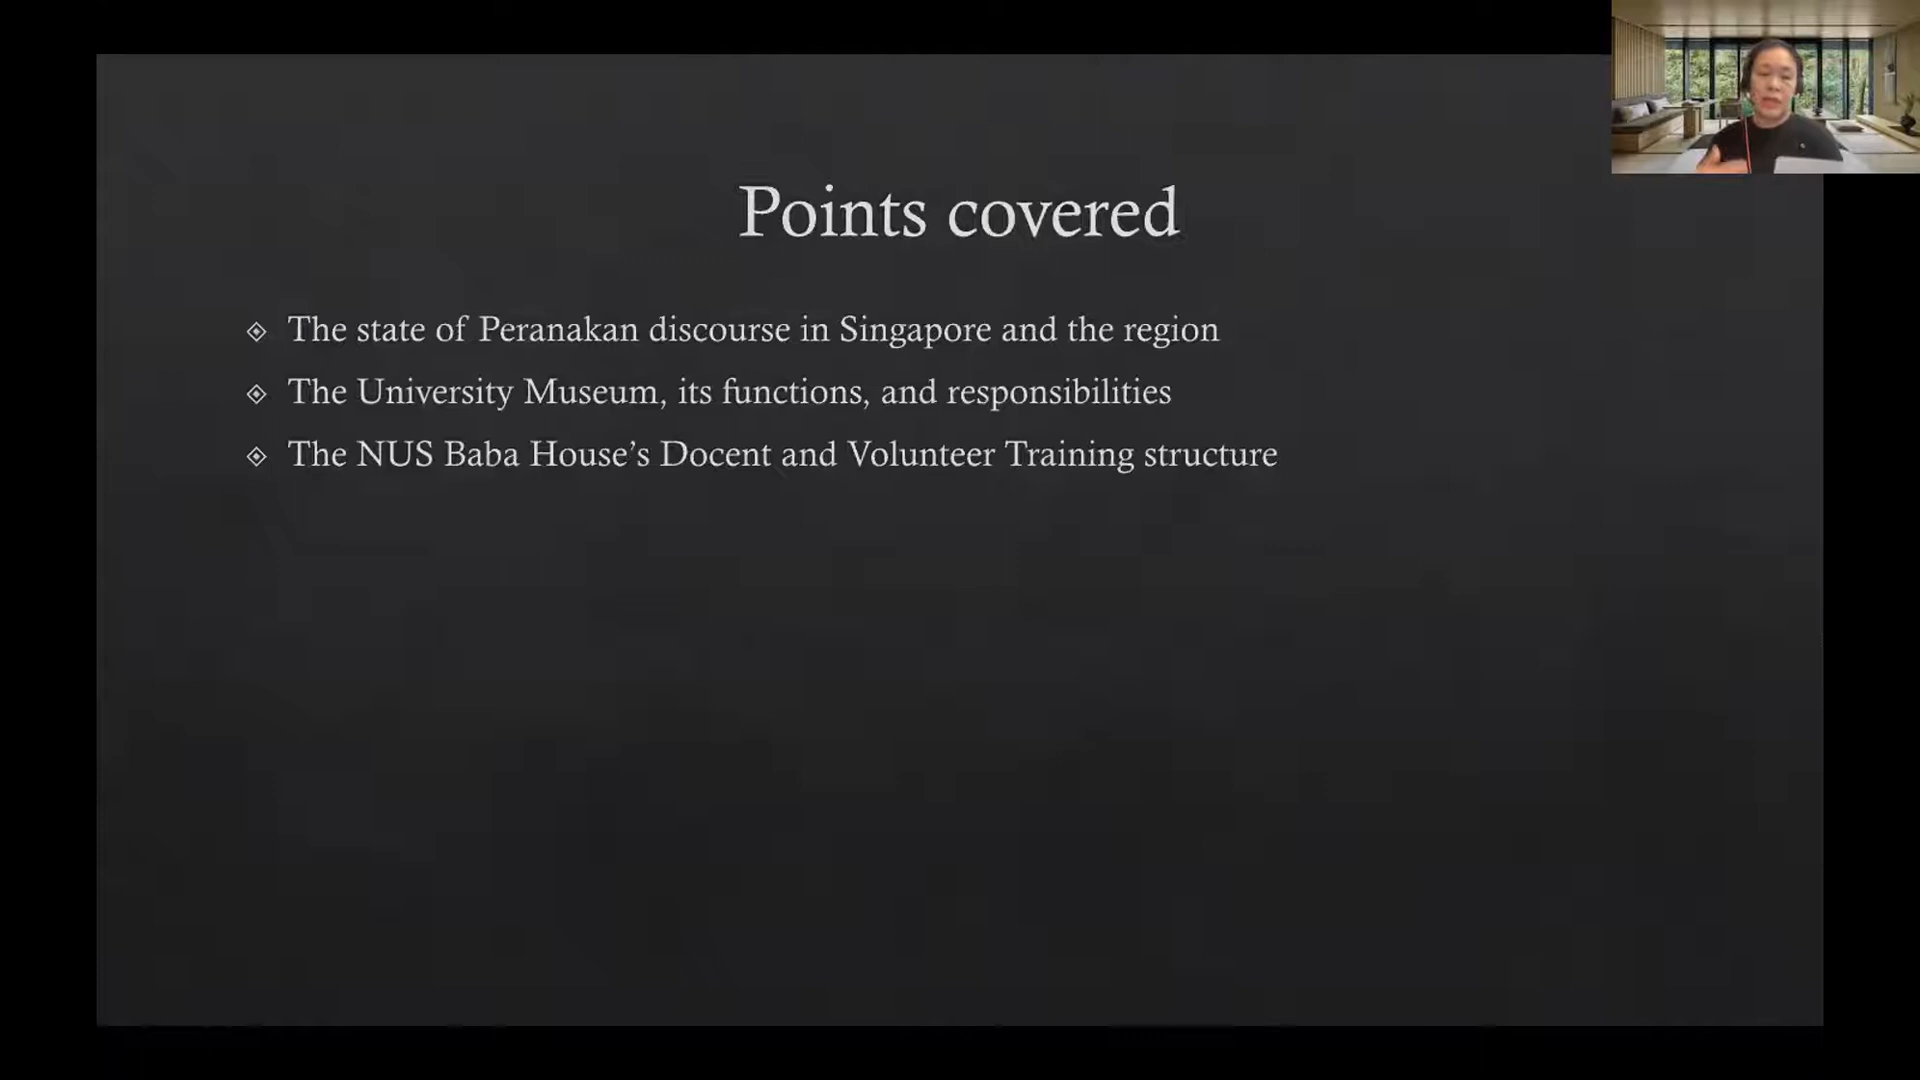 Points covered
The state of Peranakan discourse in Singapore and the region
The University Museum, its functions, and responsibilities
The NUS Baba House’s Docent and Volunteer Training structure